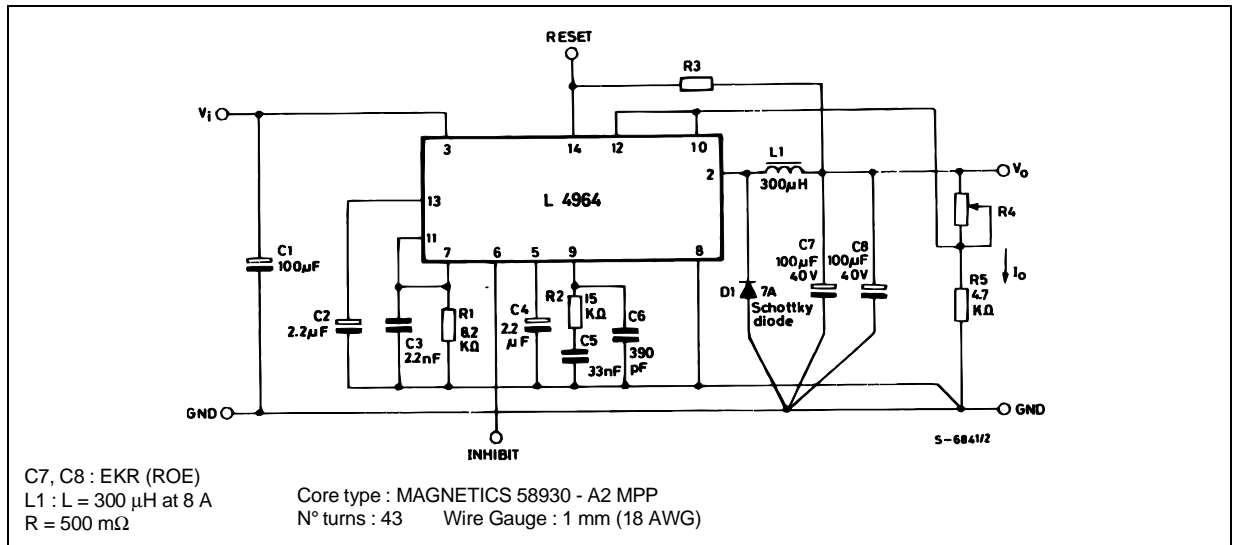 RESET
R3
Vi
3
14
12
10
2
L1
300μH
Vo
L 4964
R4
13
11
7
6
5
9
8
C1
100μF
C7
100μF
40V
C8
100μF
40V
Io
R5
4.7
KΩ
D1
7A
Schottky
diode
C2
2.2μF
C3
2.2nF
R1
8.2
KΩ
C4
2.2
μF
R2
15
KΩ
C5
33nF
C6
390
pF
GND
GND
INHIBIT
S-6841/2
C7, C8 : EKR (ROE)
L1 : L = 300 μH at 8 A
R = 500 mΩ
Core type : MAGNETICS 58930 - A2 MPP
N° turns : 43 Wire Gauge : 1 mm (18 AWG)